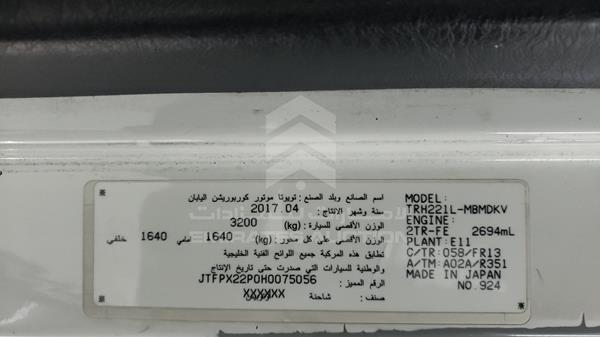 اسم الصانع وبلد الصنع : تويوتا موتور كوربوريشن اليابان
سنة وشهر الإنتاج : 2017.04
الوزن الأقصى للسيارة : (kg) 3200
الوزن الأقصى على كل محور : (kg) 1640 أمامي 1640 خلفي
تطابق هذه المركبة جميع اللوائح الفنية الخليجية
والوطنية للسيارات التي صدرت حتى تاريخ الإنتاج
الرقم المميز : JTFPX22P0H0075056
صنف : شاحنة
MODEL:
TRH221L-MBMDKV
ENGINE:
2TR-FE 2694mL
PLANT: E11
C/TR: 058/FR13
A/TM: A02A/R351
MADE IN JAPAN
NO. 924